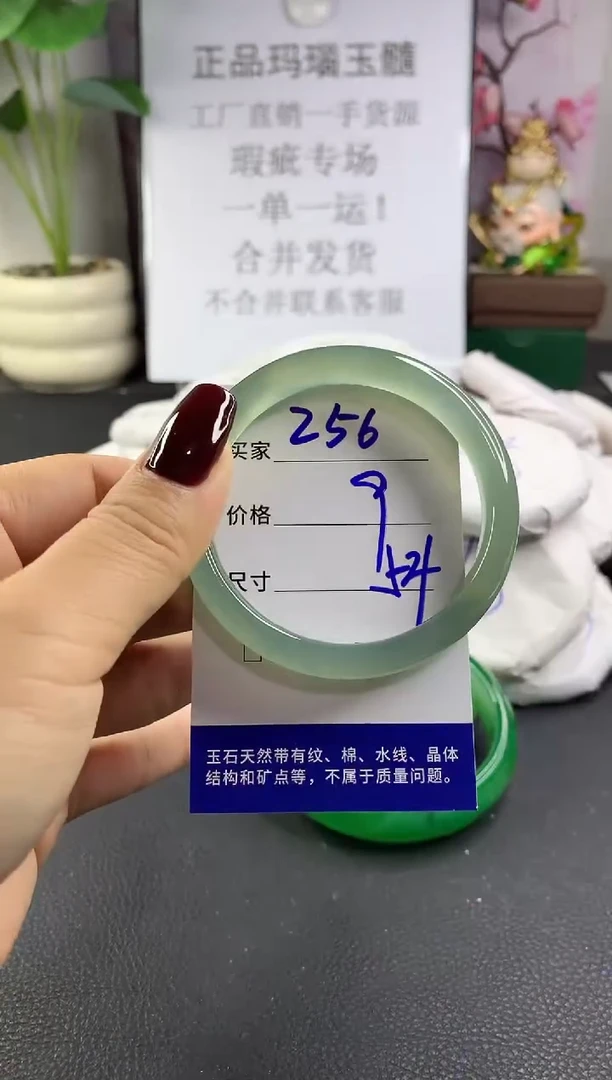 正品玛瑙玉髓
工厂直销一手货源
瑕疵专场
一单一运！
合并发货
不合并联系客服
买家 256
价格 9
尺寸 54
玉石天然带有纹、棉、水线、晶体
结构和矿点等，不属于质量问题。